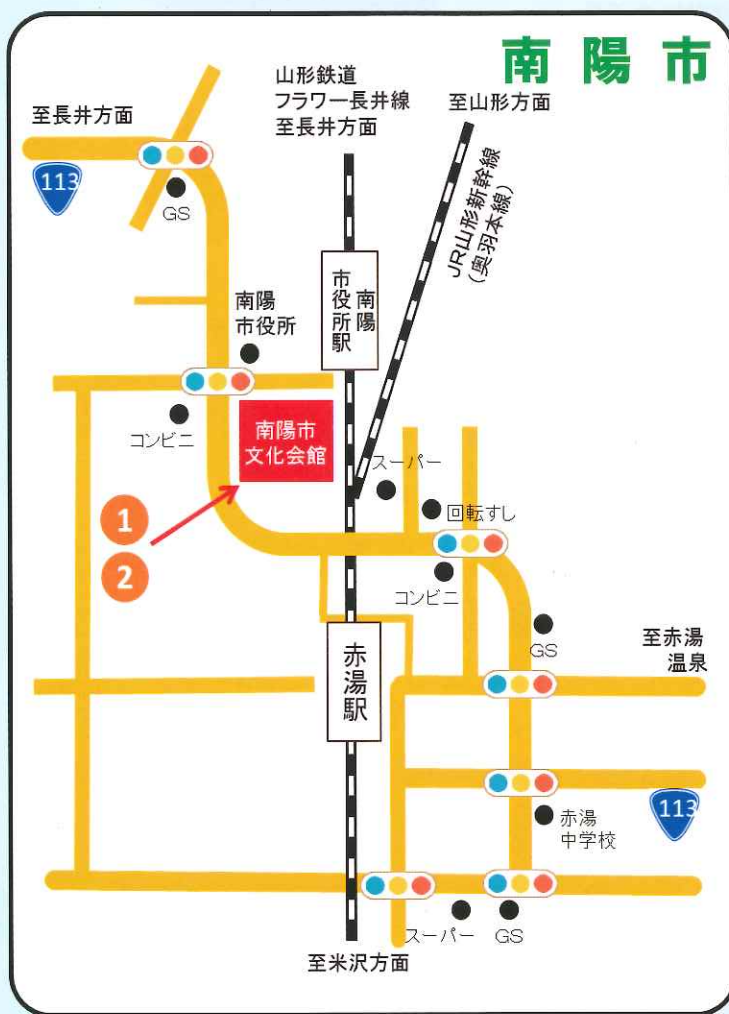 南陽市
山形鉄道
フラワー長井線
至長井方面
至山形方面
至長井方面
113
GS
JR山形新幹線
(奥羽本線)
南陽
市役所駅
南陽
市役所
コンビニ
南陽市
文化会館
スーパー
回転すし
1
2
コンビニ
GS
至赤湯
温泉
赤湯駅
113
赤湯
中学校
スーパー
GS
至米沢方面